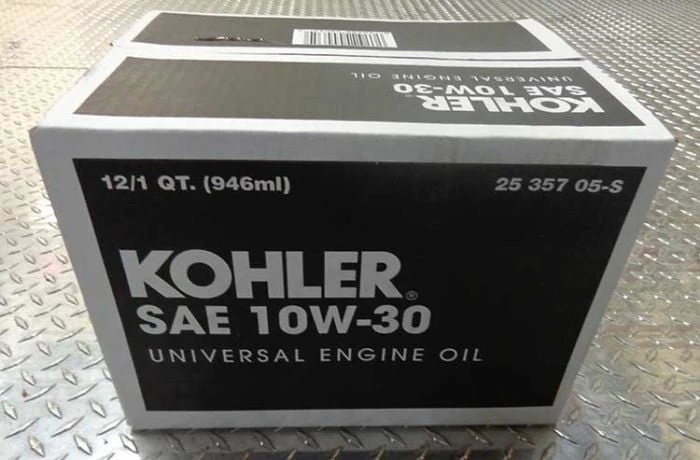 UNIVERSAL ENGINE OIL
SAE 10W-30
KOHLER®
12/1 QT. (946ml)
25 357 05-S
KOHLER®
SAE 10W-30
UNIVERSAL ENGINE OIL